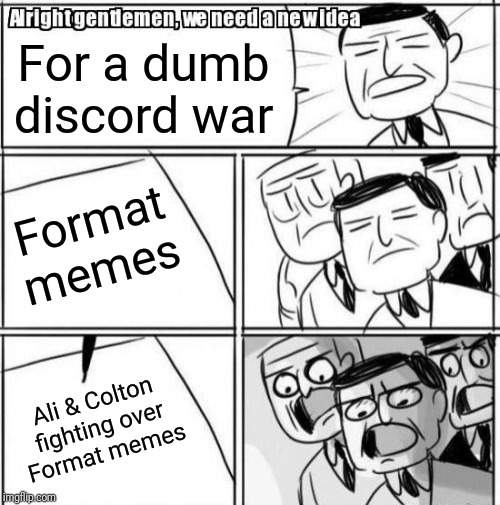 Alright gentlemen, we need a new idea
For a dumb
discord war
Format
memes
Ali & Colton
fighting over
Format memes
imgflip.com